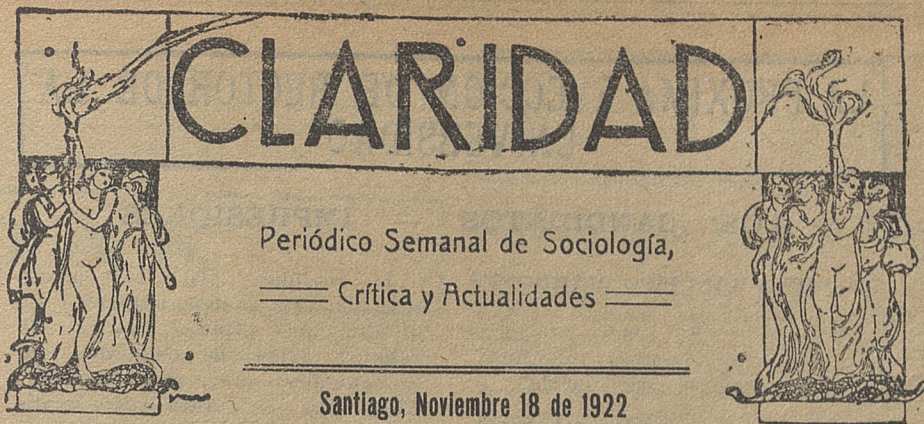 CLARIDAD
Periódico Semanal de Sociología,
Crítica y Actualidades
Santiago, Noviembre 18 de 1922